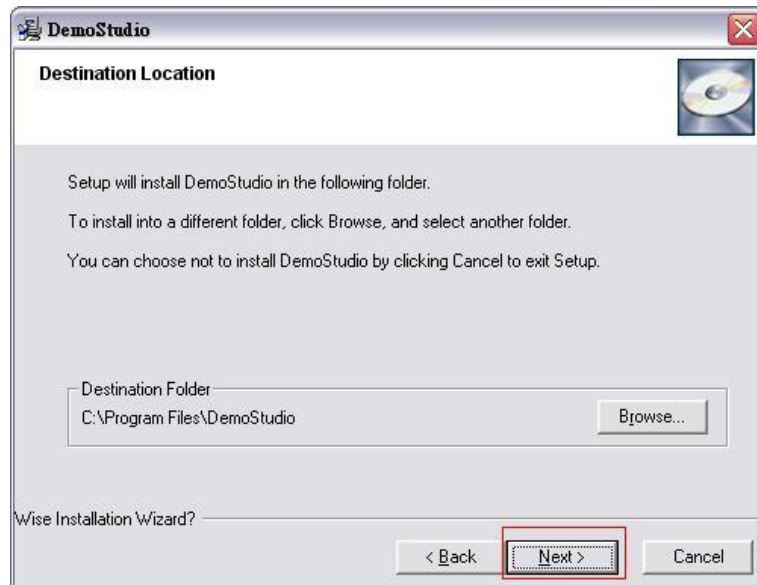 DemoStudio
Destination Location
Setup will install DemoStudio in the following folder.
To install into a different folder, click Browse, and select another folder.
You can choose not to install DemoStudio by clicking Cancel to exit Setup.
Destination Folder
C:\Program Files\DemoStudio
Browse...
Wise Installation Wizard?
< Back
Next >
Cancel